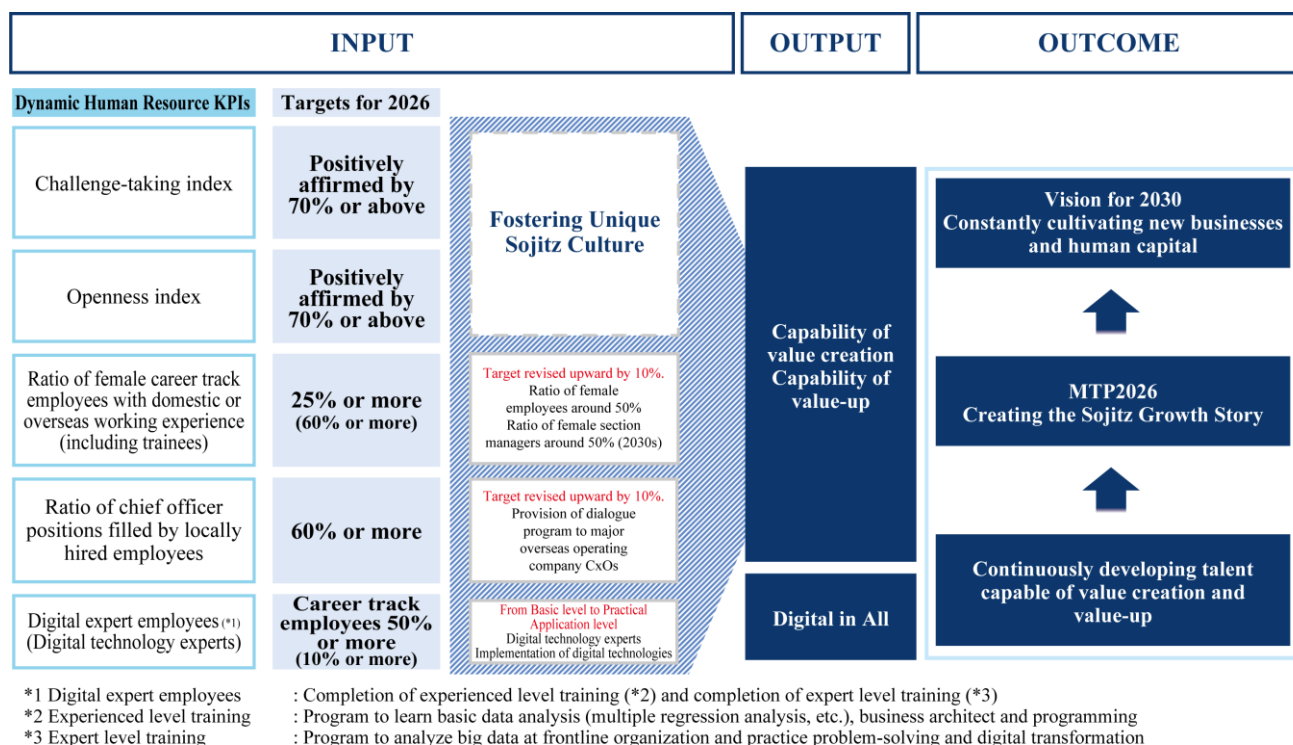 INPUT
OUTPUT
OUTCOME
Dynamic Human Resource KPIs
Targets for 2026
Challenge-taking index
Positively
affirmed by
70% or above
Openness index
Positively
affirmed by
70% or above
Fostering Unique
Sojitz Culture
Ratio of female career track
employees with domestic or
overseas working experience
(including trainees)
25% or more
(60% or more)
Target revised upward by 10%.
Ratio of female
employees around 50%
Ratio of female section
managers around 50% (2030s)
Ratio of chief officer
positions filled by locally
hired employees
60% or more
Target revised upward by 10%.
Provision of dialogue
program to major
overseas operating
company CxOs
Digital expert employees (*1)
(Digital technology experts)
Career track
employees 50%
or more
(10% or more)
From Basic level to Practical
Application level
Digital technology experts
Implementation of digital technologies
Capability of
value creation
Capability of
value-up
Digital in All
Vision for 2030
Constantly cultivating new businesses
and human capital
MTP2026
Creating the Sojitz Growth Story
Continuously developing talent
capable of value creation and
value-up
*1 Digital expert employees : Completion of experienced level training (*2) and completion of expert level training (*3)
*2 Experienced level training : Program to learn basic data analysis (multiple regression analysis, etc.), business architect and programming
*3 Expert level training : Program to analyze big data at frontline organization and practice problem-solving and digital transformation